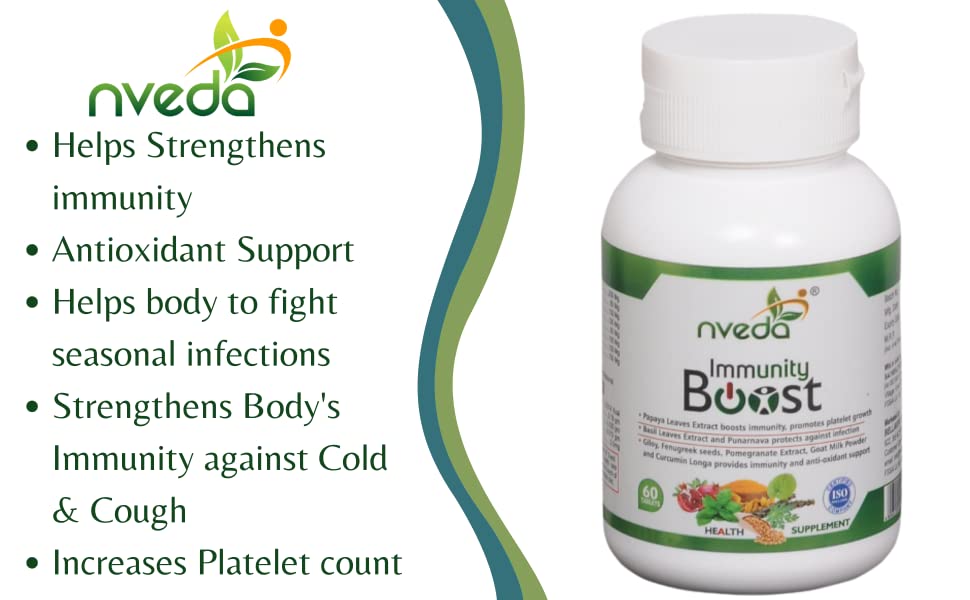 nveda
• Helps Strengthens
immunity
• Antioxidant Support
• Helps body to fight
seasonal infections
• Strengthens Body's
Immunity against Cold
& Cough
• Increases Platelet count
nveda®
Immunity
Boost
• Papaya Leaves Extract boosts immunity, promotes platelet growth
• Basil Leaves Extract and Punarnava protects against infection
• Giloy, Fenugreek seeds, Pomegranate Extract, Goat Milk Powder
and Curcumin Longa provides immunity and anti-oxidant support
60
TABLETS
ISO
HEALTH SUPPLEMENT